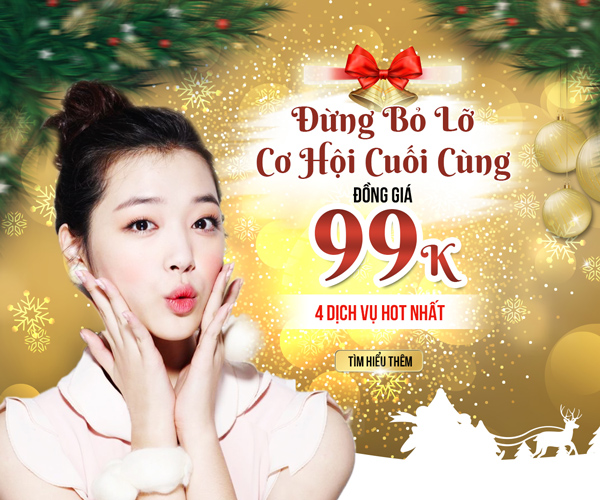 Đừng Bỏ Lỡ
Cơ Hội Cuối Cùng
ĐỒNG GIÁ
99K
4 DỊCH VỤ HOT NHẤT
TÌM HIỂU THÊM